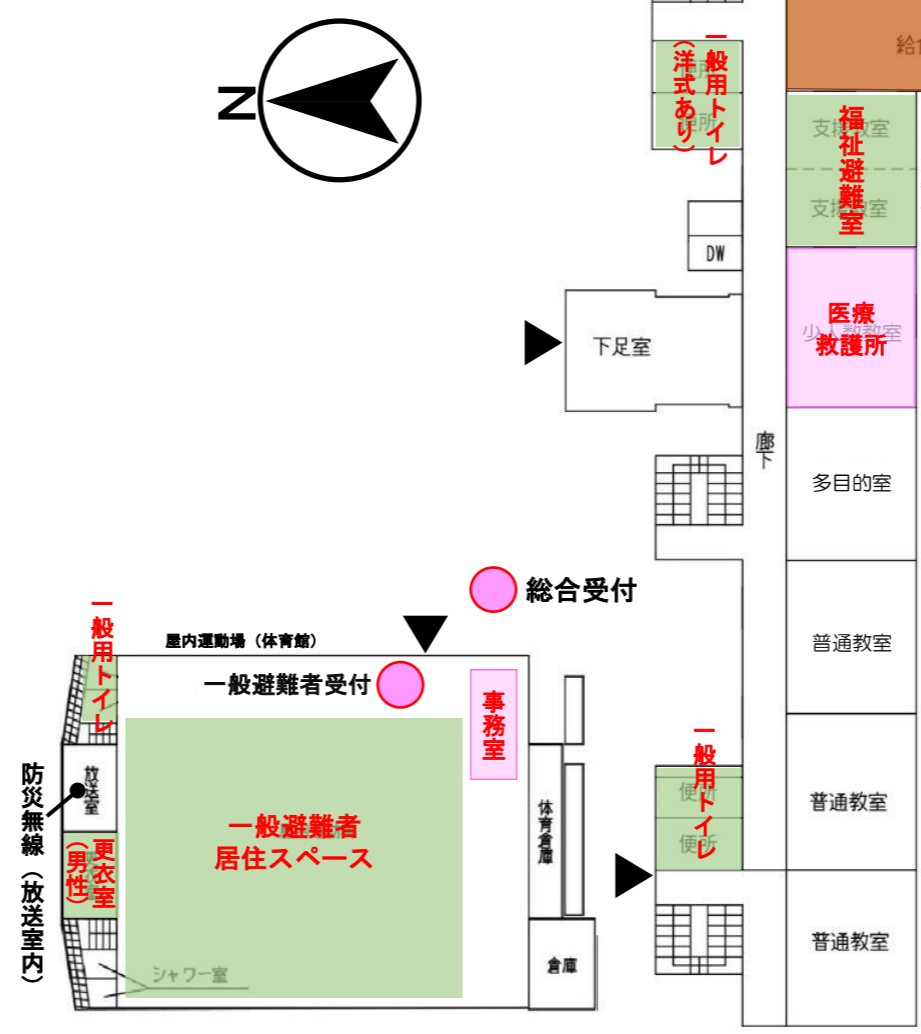 N
給
一般用トイレ
(洋式あり)
便所
便所
支援教室
支援教室
福祉避難室
DW
下足室
医療
救護所
少人数教室
廊下
多目的室
総合受付
普通教室
屋内運動場(体育館)
一般避難者受付
一般用トイレ
事務室
放送室
防災無線(放送室内)
更衣室
(男性)
一般避難者
居住スペース
体育倉庫
一般用トイレ
便所
便所
普通教室
シャワー室
倉庫
普通教室